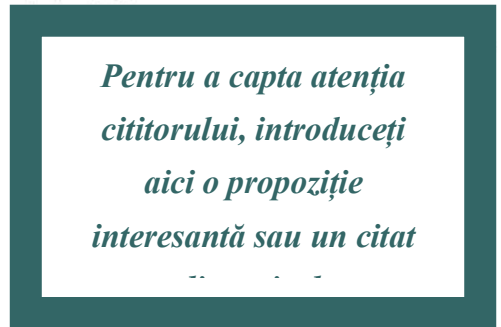 Pentru a capta atenția
cititorului, introduceți
aici o propoziție
interesantă sau un citat